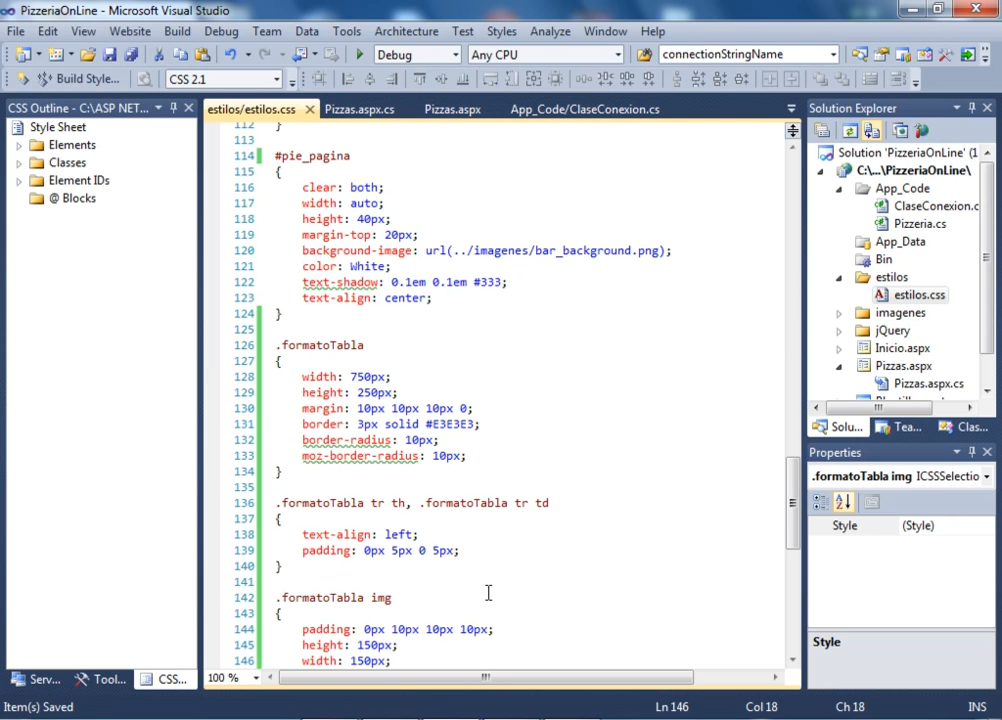 PizzeriaOnLine - Microsoft Visual Studio
File Edit View Website Build Debug Team Data Tools Architecture Test Styles Analyze Window Help
Debug Any CPU connectionStringName
Build Style... CSS 2.1
CSS Outline - C:\ASP NET...
Style Sheet
Elements
Classes
Element IDs
@ Blocks
Serv... Tool... CSS...
estilos/estilos.css Pizzas.aspx.cs Pizzas.aspx App_Code/ClaseConexion.cs
112 }
113
114 #pie_pagina
115 {
116 clear: both;
117 width: auto;
118 height: 40px;
119 margin-top: 20px;
120 background-image: url(../imagenes/bar_background.png);
121 color: White;
122 text-shadow: 0.1em 0.1em #333;
123 text-align: center;
124 }
125
126 .formatoTabla
127 {
128 width: 750px;
129 height: 250px;
130 margin: 10px 10px 10px 0;
131 border: 3px solid #E3E3E3;
132 border-radius: 10px;
133 moz-border-radius: 10px;
134 }
135
136 .formatoTabla tr th, .formatoTabla tr td
137 {
138 text-align: left;
139 padding: 0px 5px 0 5px;
140 }
141
142 .formatoTabla img
143 {
144 padding: 0px 10px 10px 10px;
145 height: 150px;
146 width: 150px;
100 %
Solution Explorer
Solution 'PizzeriaOnLine' (1
C:\...\PizzeriaOnLine\
App_Code
ClaseConexion.c
Pizzeria.cs
App_Data
Bin
estilos
estilos.css
imagenes
jQuery
Inicio.aspx
Pizzas.aspx
Pizzas.aspx.cs
Solu... Tea... Clas...
Properties
.formatoTabla img ICSSSelectio
Style (Style)
Style
Item(s) Saved Ln 146 Col 18 Ch 18 INS